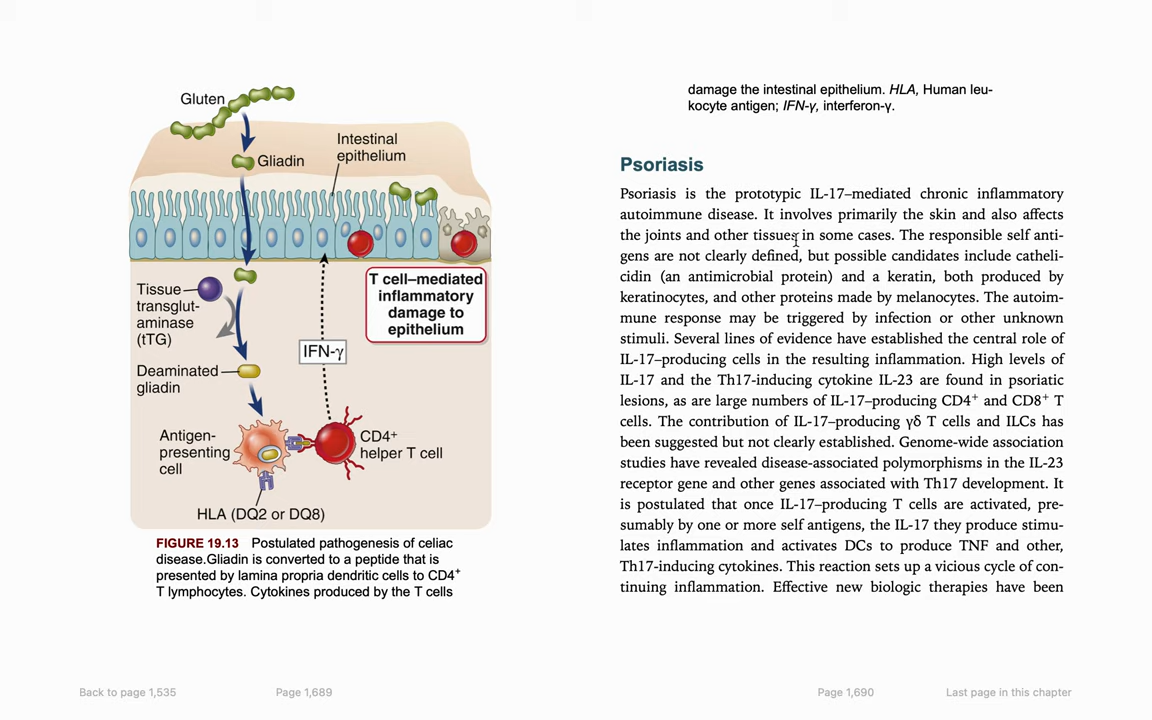 Gluten
Gliadin
Intestinal
epithelium
Tissue
transglut-
aminase
(tTG)
T cell–mediated
inflammatory
damage to
epithelium
IFN-γ
Deaminated
gliadin
Antigen-
presenting
cell
CD4+
helper T cell
HLA (DQ2 or DQ8)
FIGURE 19.13 Postulated pathogenesis of celiac
disease.Gliadin is converted to a peptide that is
presented by lamina propria dendritic cells to CD4+
T lymphocytes. Cytokines produced by the T cells
damage the intestinal epithelium. HLA, Human leu-
kocyte antigen; IFN-γ, interferon-γ.
Psoriasis
Psoriasis is the prototypic IL-17–mediated chronic inflammatory
autoimmune disease. It involves primarily the skin and also affects
the joints and other tissues in some cases. The responsible self anti-
gens are not clearly defined, but possible candidates include catheli-
cidin (an antimicrobial protein) and a keratin, both produced by
keratinocytes, and other proteins made by melanocytes. The autoim-
mune response may be triggered by infection or other unknown
stimuli. Several lines of evidence have established the central role of
IL-17–producing cells in the resulting inflammation. High levels of
IL-17 and the Th17-inducing cytokine IL-23 are found in psoriatic
lesions, as are large numbers of IL-17–producing CD4+ and CD8+ T
cells. The contribution of IL-17–producing γδ T cells and ILCs has
been suggested but not clearly established. Genome-wide association
studies have revealed disease-associated polymorphisms in the IL-23
receptor gene and other genes associated with Th17 development. It
is postulated that once IL-17–producing T cells are activated, pre-
sumably by one or more self antigens, the IL-17 they produce stimu-
lates inflammation and activates DCs to produce TNF and other,
Th17-inducing cytokines. This reaction sets up a vicious cycle of con-
tinuing inflammation. Effective new biologic therapies have been
Back to page 1,535
Page 1,689
Page 1,690
Last page in this chapter